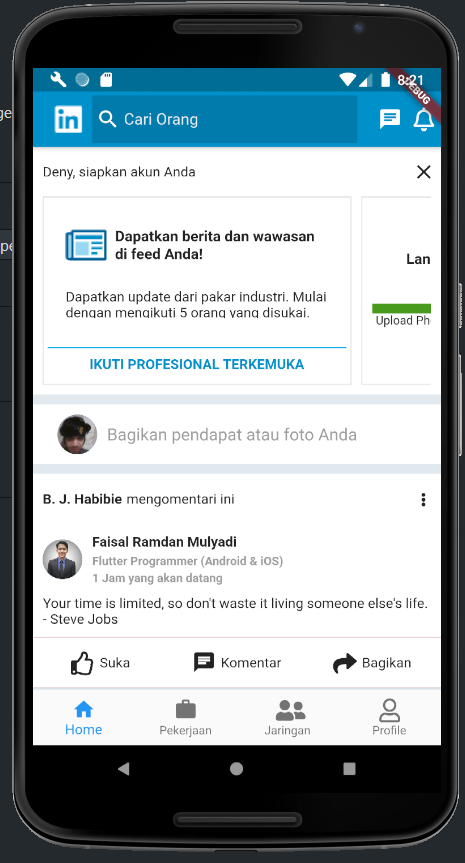 ge
pe
8:21
DEBUG
in
Cari Orang
Deny, siapkan akun Anda
Dapatkan berita dan wawasan
di feed Anda!
Dapatkan update dari pakar industri. Mulai
dengan mengikuti 5 orang yang disukai.
IKUTI PROFESIONAL TERKEMUKA
Lan
Upload Ph
Bagikan pendapat atau foto Anda
B. J. Habibie mengomentari ini
Faisal Ramdan Mulyadi
Flutter Programmer (Android & iOS)
1 Jam yang akan datang
Your time is limited, so don't waste it living someone else's life.
- Steve Jobs
Suka
Komentar
Bagikan
Home
Pekerjaan
Jaringan
Profile